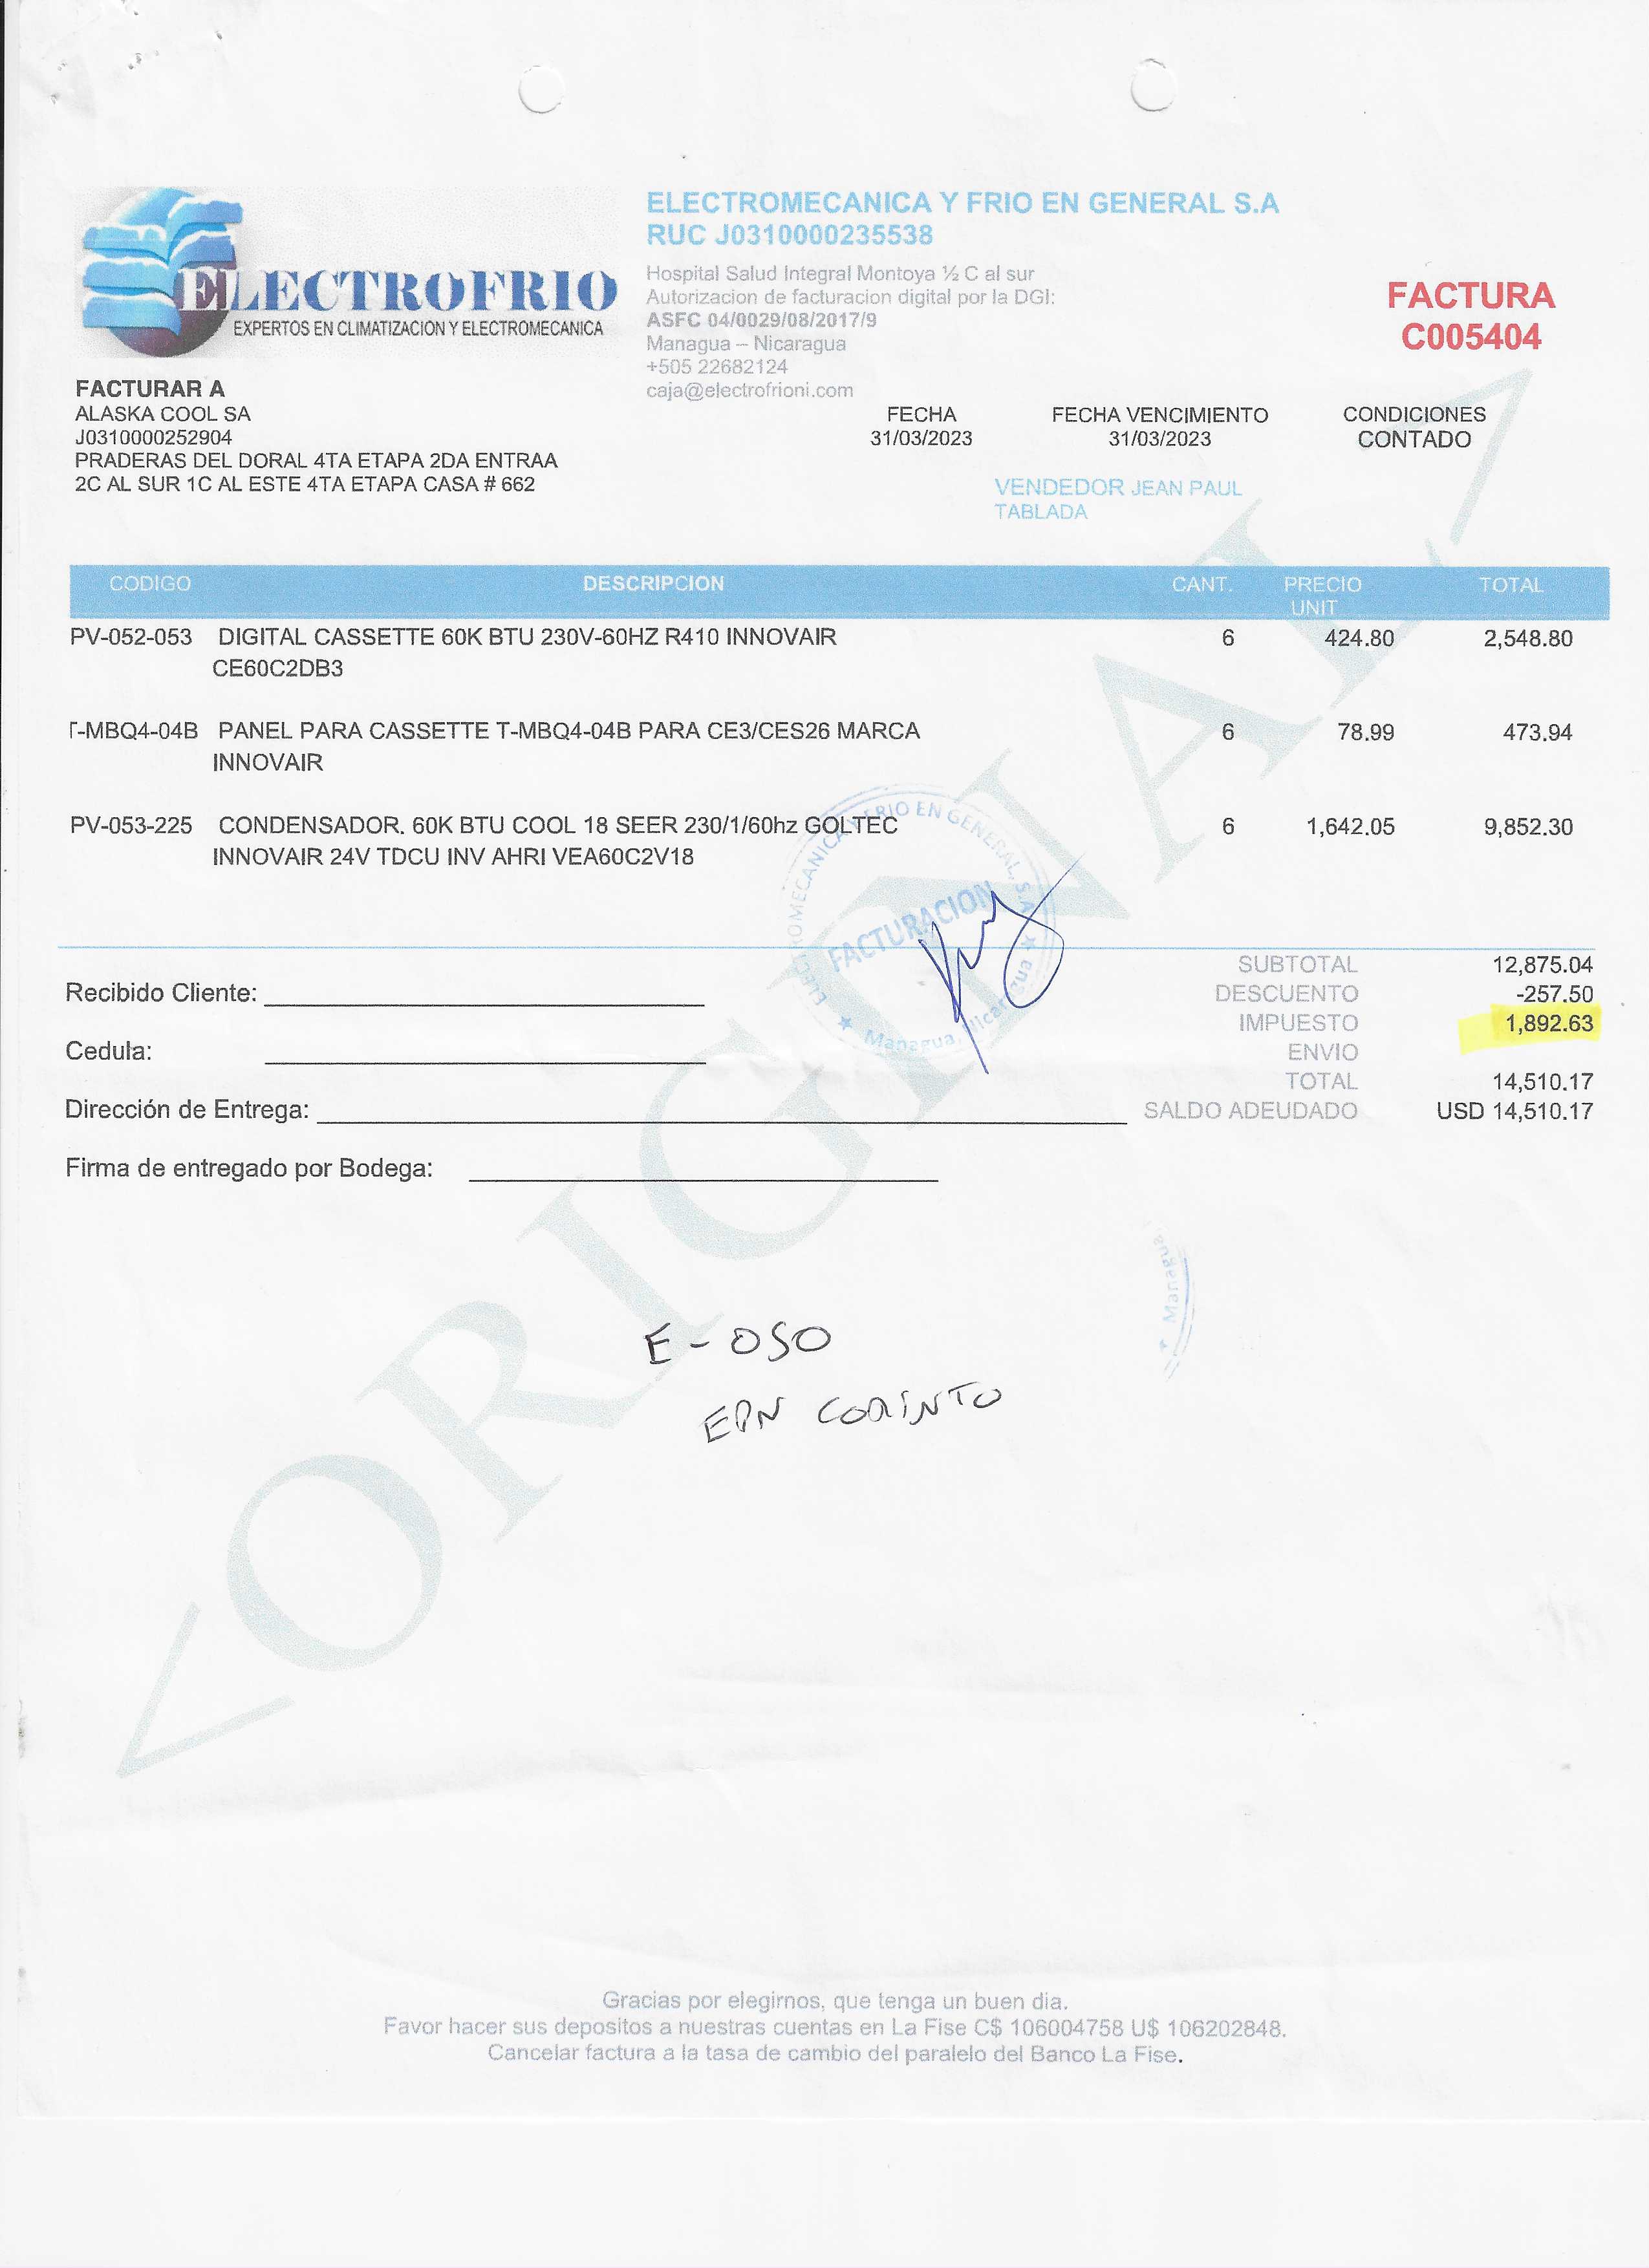 ELECTROFRIO
EXPERTOS EN CLIMATIZACION Y ELECTROMECANICA
ELECTROMECANICA Y FRIO EN GENERAL S.A
RUC J0310000235538
Hospital Salud Integral Montoya ½ C al sur
Autorizacion de facturacion digital por la DGI:
ASFC 04/0029/08/2017/9
Managua – Nicaragua
+505 22682124
caja@electrofrioni.com
FACTURA
C005404
FACTURAR A
ALASKA COOL SA
J0310000252904
PRADERAS DEL DORAL 4TA ETAPA 2DA ENTRAA
2C AL SUR 1C AL ESTE 4TA ETAPA CASA # 662
FECHA FECHA VENCIMIENTO CONDICIONES
31/03/2023 31/03/2023 CONTADO
VENDEDOR JEAN PAUL
TABLADA
CODIGO DESCRIPCION CANT. PRECIO UNIT TOTAL
PV-052-053 DIGITAL CASSETTE 60K BTU 230V-60HZ R410 INNOVAIR 6 424.80 2,548.80
CE60C2DB3
T-MBQ4-04B PANEL PARA CASSETTE T-MBQ4-04B PARA CE3/CES26 MARCA 6 78.99 473.94
INNOVAIR
PV-053-225 CONDENSADOR. 60K BTU COOL 18 SEER 230/1/60hz GOLTEC 6 1,642.05 9,852.30
INNOVAIR 24V TDCU INV AHRI VEA60C2V18
ELECTROMECANICA Y FRIO EN GENERAL, S.A.
FACTURACION
Managua, Nicaragua
SUBTOTAL 12,875.04
Recibido Cliente:
DESCUENTO -257.50
IMPUESTO 1,892.63
Cedula:
ENVIO
TOTAL 14,510.17
Dirección de Entrega:
SALDO ADEUDADO USD 14,510.17
Firma de entregado por Bodega:
Managua
E-050
EPN CORINTO
<ORIGINAL>
Gracias por elegirnos, que tenga un buen dia.
Favor hacer sus depositos a nuestras cuentas en La Fise C$ 106004758 U$ 106202848.
Cancelar factura a la tasa de cambio del paralelo del Banco La Fise.